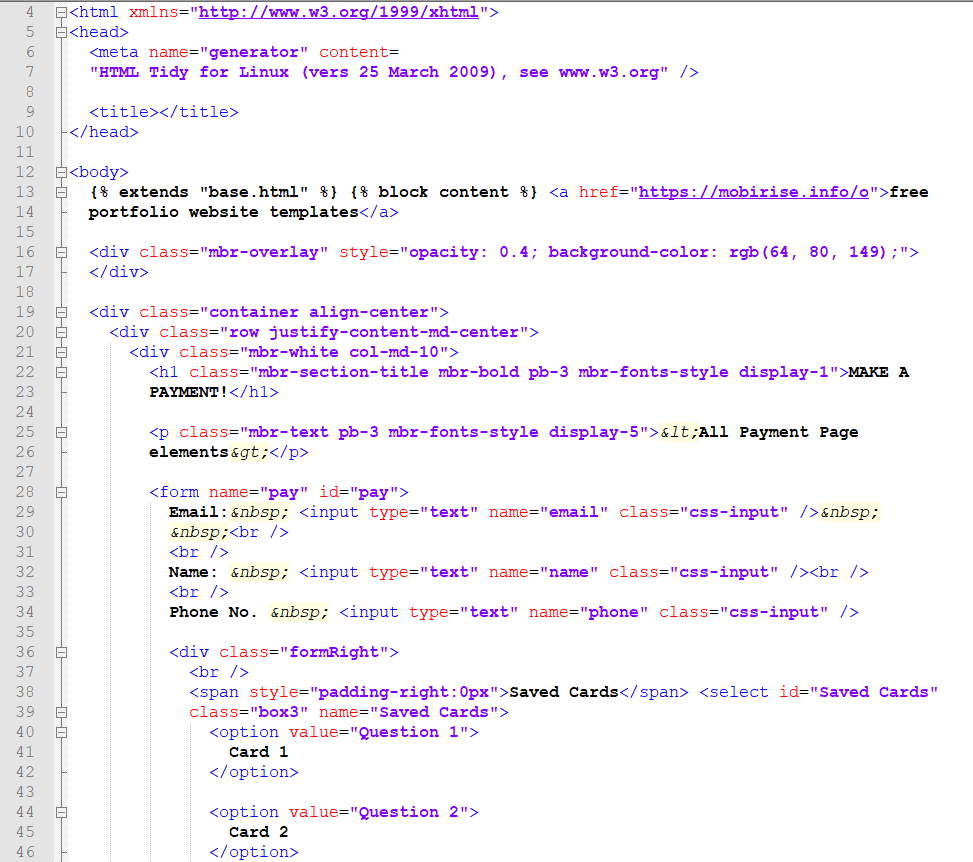 4 <html xmlns="http://www.w3.org/1999/xhtml">
5 <head>
6 <meta name="generator" content=
7 "HTML Tidy for Linux (vers 25 March 2009), see www.w3.org" />
8
9 <title></title>
10 </head>
11
12 <body>
13 {% extends "base.html" %} {% block content %} <a href="https://mobirise.info/o">free
14 portfolio website templates</a>
15
16 <div class="mbr-overlay" style="opacity: 0.4; background-color: rgb(64, 80, 149);">
17 </div>
18
19 <div class="container align-center">
20 <div class="row justify-content-md-center">
21 <div class="mbr-white col-md-10">
22 <h1 class="mbr-section-title mbr-bold pb-3 mbr-fonts-style display-1">MAKE A
23 PAYMENT!</h1>
24
25 <p class="mbr-text pb-3 mbr-fonts-style display-5">&lt;All Payment Page
26 elements&gt;</p>
27
28 <form name="pay" id="pay">
29 Email:&nbsp; <input type="text" name="email" class="css-input" />&nbsp;
30 &nbsp;<br />
31 <br />
32 Name: &nbsp; <input type="text" name="name" class="css-input" /><br />
33 <br />
34 Phone No. &nbsp; <input type="text" name="phone" class="css-input" />
35
36 <div class="formRight">
37 <br />
38 <span style="padding-right:0px">Saved Cards</span> <select id="Saved Cards"
39 class="box3" name="Saved Cards">
40 <option value="Question 1">
41 Card 1
42 </option>
43
44 <option value="Question 2">
45 Card 2
46 </option>